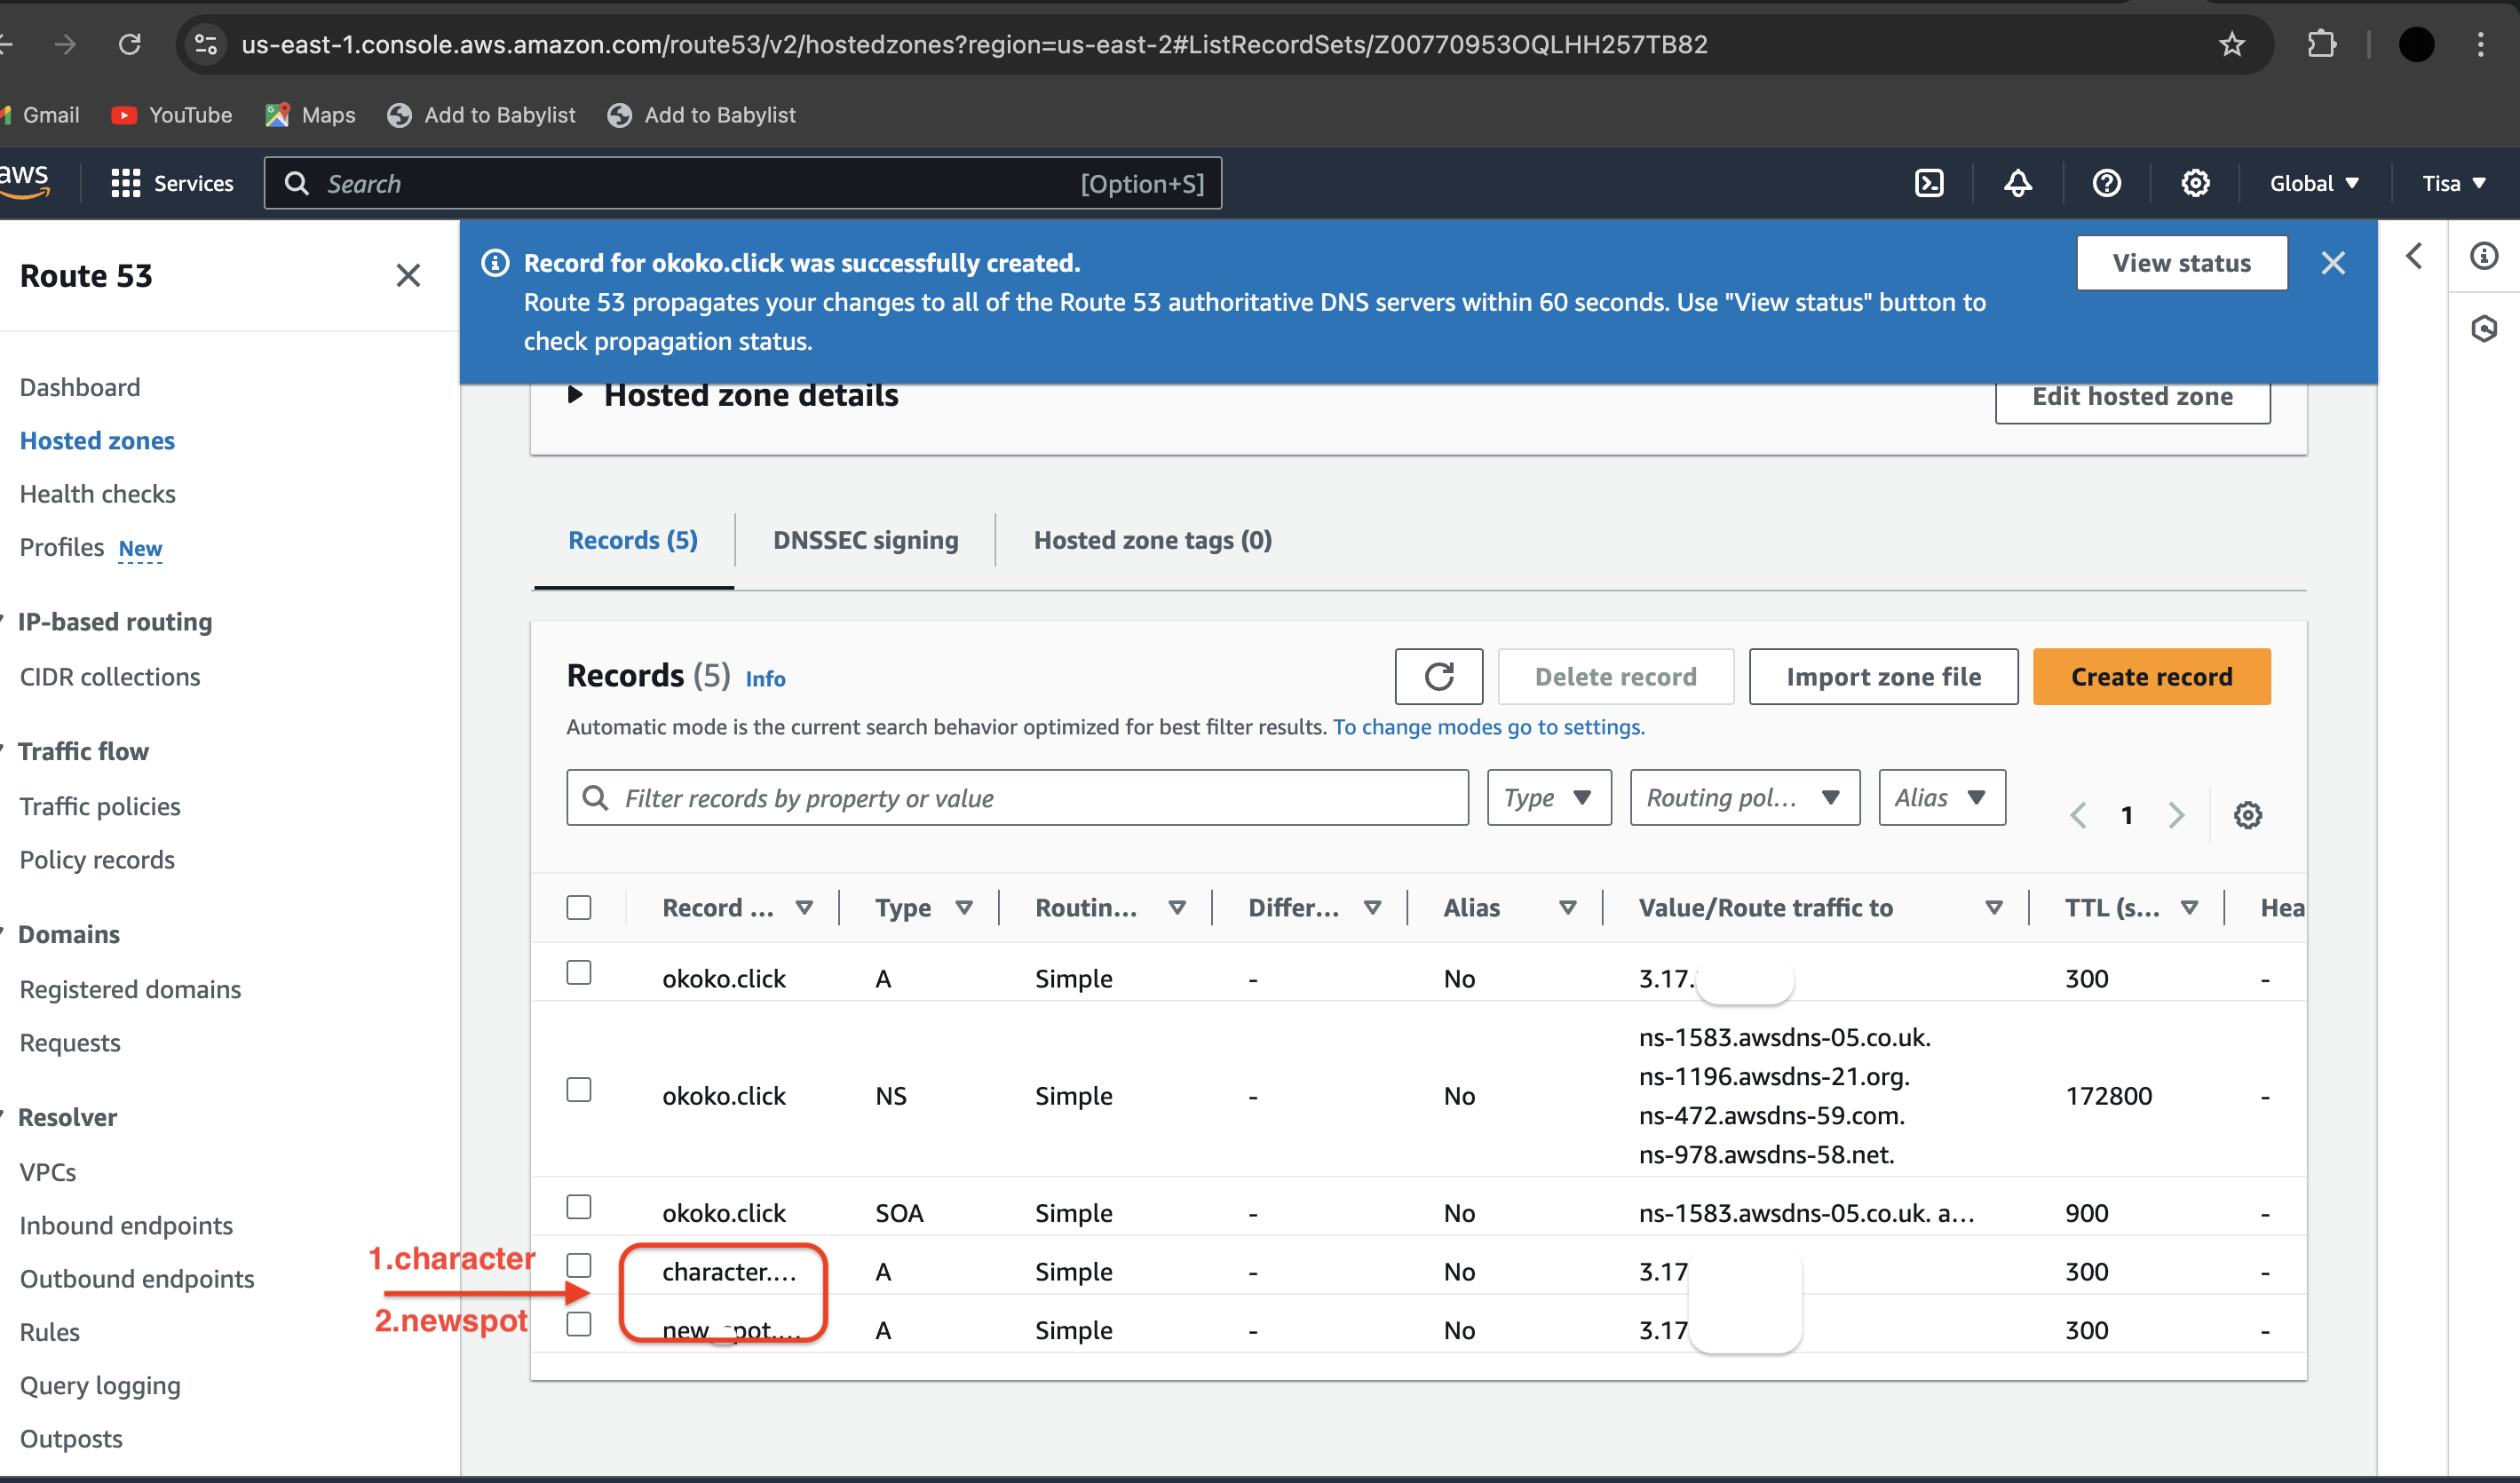 us-east-1.console.aws.amazon.com/route53/v2/hostedzones?region=us-east-2#ListRecordSets/Z00770953OQLHH257TB82
Gmail YouTube Maps Add to Babylist Add to Babylist
aws Services Search [Option+S] Global Tisa
Route 53
Record for okoko.click was successfully created.
Route 53 propagates your changes to all of the Route 53 authoritative DNS servers within 60 seconds. Use "View status" button to
check propagation status.
View status
Dashboard
Hosted zones
Health checks
Profiles New
IP-based routing
CIDR collections
Traffic flow
Traffic policies
Policy records
Domains
Registered domains
Requests
Resolver
VPCs
Inbound endpoints
Outbound endpoints
Rules
Query logging
Outposts
Hosted zone details Edit hosted zone
Records (5) DNSSEC signing Hosted zone tags (0)
Records (5) Info Delete record Import zone file Create record
Automatic mode is the current search behavior optimized for best filter results. To change modes go to settings.
Filter records by property or value Type Routing pol... Alias 1
Record ... Type Routin... Differ... Alias Value/Route traffic to TTL (s... Hea
okoko.click A Simple - No 3.17. 300 -
ns-1583.awsdns-05.co.uk.
ns-1196.awsdns-21.org.
okoko.click NS Simple - No 172800 -
ns-472.awsdns-59.com.
ns-978.awsdns-58.net.
okoko.click SOA Simple - No ns-1583.awsdns-05.co.uk. a... 900 -
1.character
character.... A Simple - No 3.17 300 -
2.newspot
new pot.... A Simple - No 3.17 300 -